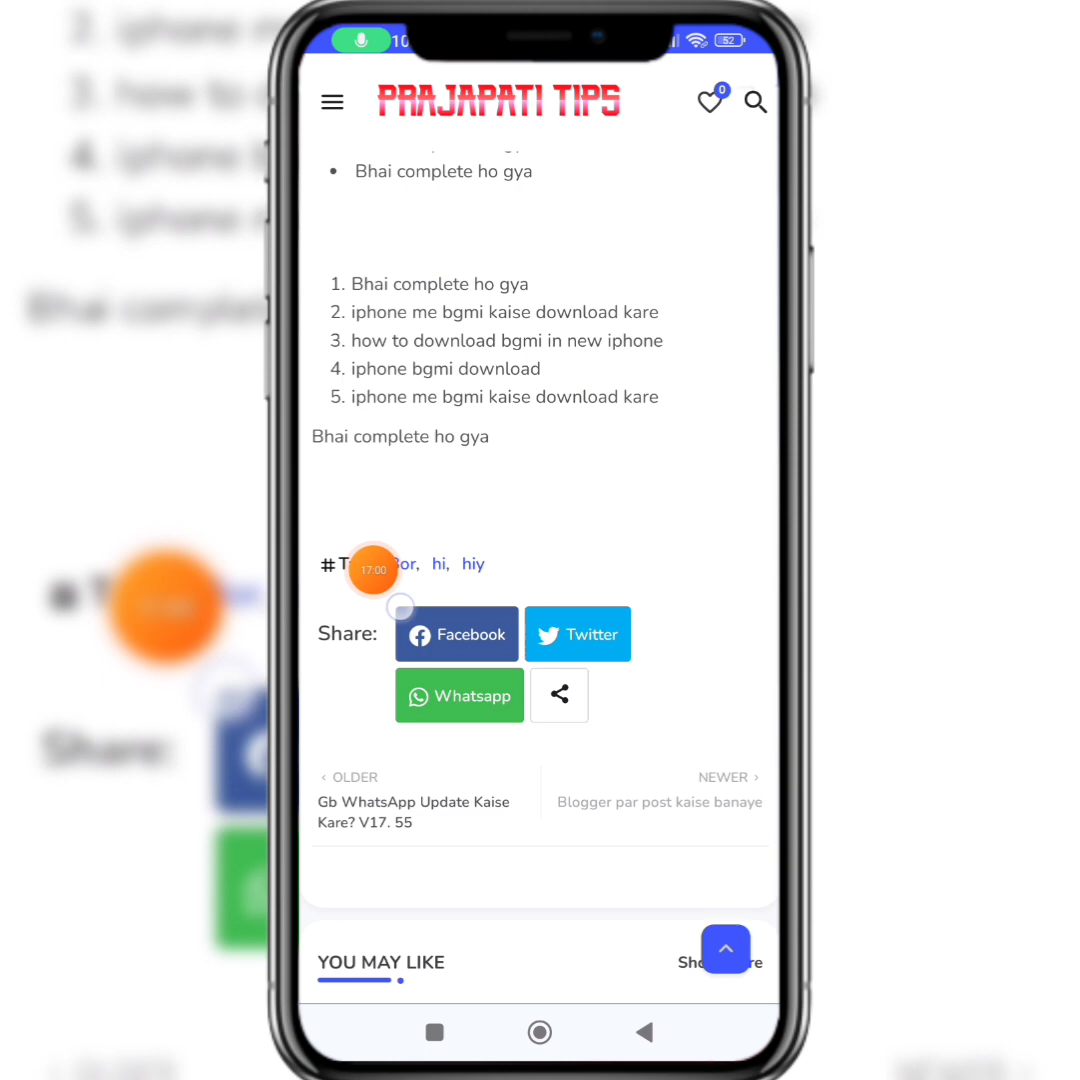 10
52
PRAJAPATI TIPS
0
• Bhai complete ho gya
1. Bhai complete ho gya
2. iphone me bgmi kaise download kare
3. how to download bgmi in new iphone
4. iphone bgmi download
5. iphone me bgmi kaise download kare
Bhai complete ho gya
17:00
hi, hiy
Share: Facebook Twitter
Whatsapp
‹ OLDER
Gb WhatsApp Update Kaise
Kare? V17. 55
NEWER ›
Blogger par post kaise banaye
YOU MAY LIKE